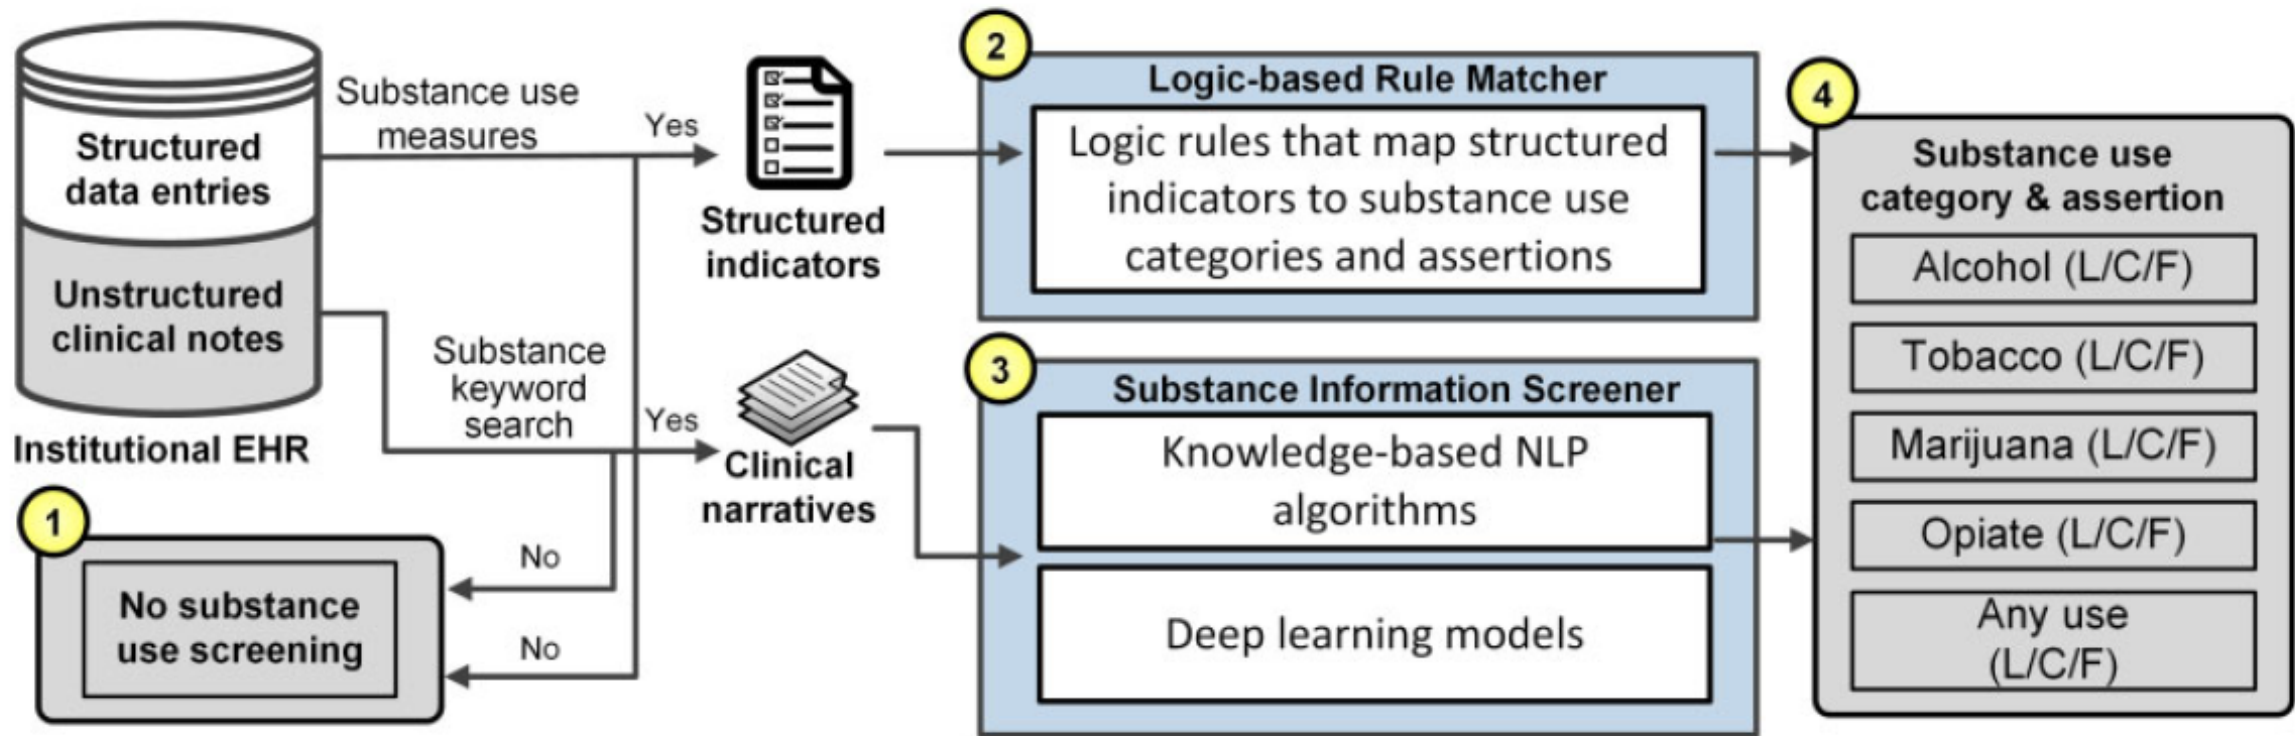 Structured
data entries
Unstructured
clinical notes
Institutional EHR
Substance use
measures
Yes
Substance
keyword
search
Yes
No
No
1
No substance
use screening
Structured
indicators
Clinical
narratives
2
Logic-based Rule Matcher
Logic rules that map structured
indicators to substance use
categories and assertions
3
Substance Information Screener
Knowledge-based NLP
algorithms
Deep learning models
4
Substance use
category & assertion
Alcohol (L/C/F)
Tobacco (L/C/F)
Marijuana (L/C/F)
Opiate (L/C/F)
Any use
(L/C/F)